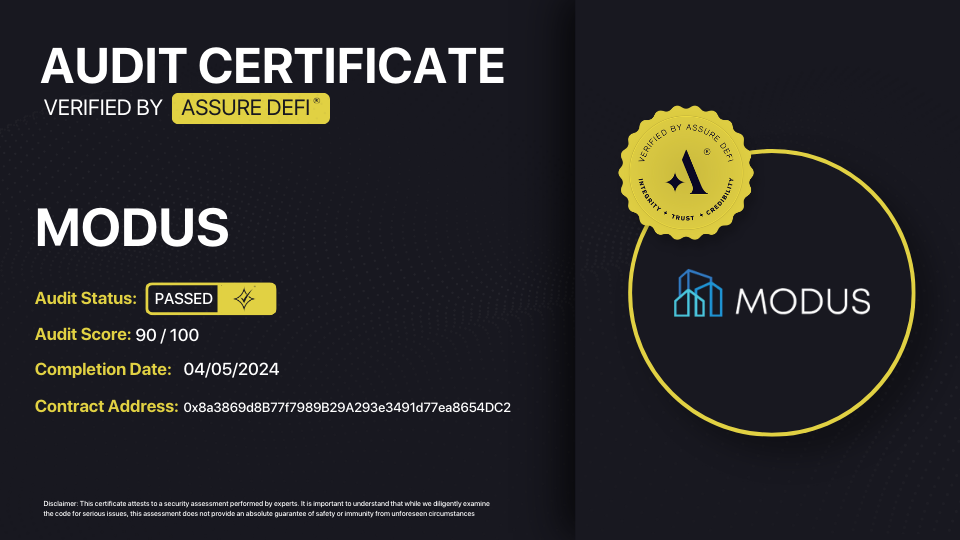 AUDIT CERTIFICATE
VERIFIED BY ASSURE DEFI ®
MODUS
Audit Status: PASSED
Audit Score: 90 / 100
Completion Date: 04/05/2024
Contract Address: 0x8a3869d8B77f7989B29A293e3491d77ea8654DC2
Disclaimer: This certificate attests to a security assessment performed by experts. It is important to understand that while we diligently examine
the code for serious issues, this assessment does not provide an absolute guarantee of safety or immunity from unforeseen circumstances
VERIFIED BY ASSURE DEFI
®
INTEGRITY ✦ TRUST ✦ CREDIBILITY
MODUS